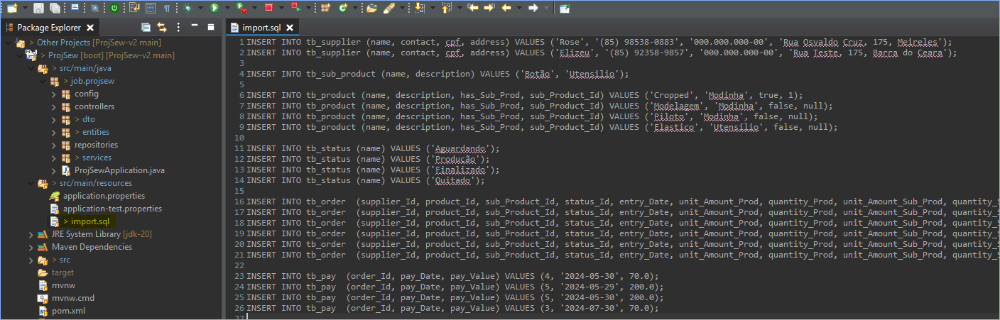 Package Explorer
Other Projects [ProjSew-v2 main]
ProjSew [boot] [ProjSew-v2 main]
src/main/java
job.projsew
config
controllers
dto
entities
repositories
services
ProjSewApplication.java
src/main/resources
application.properties
application-test.properties
import.sql
JRE System Library [jdk-20]
Maven Dependencies
src
target
mvnw
mvnw.cmd
pom.xml
import.sql
1 INSERT INTO tb_supplier (name, contact, cpf, address) VALUES ('Rose', '(85) 98538-0883', '000.000.000-00', 'Rua Osvaldo Cruz, 175, Meireles');
2 INSERT INTO tb_supplier (name, contact, cpf, address) VALUES ('Elizeu', '(85) 92358-9857', '000.000.000-00', 'Rua Teste, 175, Barra do Ceara');
3
4 INSERT INTO tb_sub_product (name, description) VALUES ('Botão', 'Utensilio');
5
6 INSERT INTO tb_product (name, description, has_Sub_Prod, sub_Product_Id) VALUES ('Cropped', 'Modinha', true, 1);
7 INSERT INTO tb_product (name, description, has_Sub_Prod, sub_Product_Id) VALUES ('Modelagem', 'Modinha', false, null);
8 INSERT INTO tb_product (name, description, has_Sub_Prod, sub_Product_Id) VALUES ('Piloto', 'Modinha', false, null);
9 INSERT INTO tb_product (name, description, has_Sub_Prod, sub_Product_Id) VALUES ('Elastico', 'Utensílio', false, null);
10
11 INSERT INTO tb_status (name) VALUES ('Aguardando');
12 INSERT INTO tb_status (name) VALUES ('Produção');
13 INSERT INTO tb_status (name) VALUES ('Finalizado');
14 INSERT INTO tb_status (name) VALUES ('Quitado');
15
16 INSERT INTO tb_order (supplier_Id, product_Id, sub_Product_Id, status_Id, entry_Date, unit_Amount_Prod, quantity_Prod, unit_Amount_Sub_Prod, quantity_S
17 INSERT INTO tb_order (supplier_Id, product_Id, sub_Product_Id, status_Id, entry_Date, unit_Amount_Prod, quantity_Prod, unit_Amount_Sub_Prod, quantity_S
18 INSERT INTO tb_order (supplier_Id, product_Id, sub_Product_Id, status_Id, entry_Date, unit_Amount_Prod, quantity_Prod, unit_Amount_Sub_Prod, quantity_S
19 INSERT INTO tb_order (supplier_Id, product_Id, sub_Product_Id, status_Id, entry_Date, unit_Amount_Prod, quantity_Prod, unit_Amount_Sub_Prod, quantity_S
20 INSERT INTO tb_order (supplier_Id, product_Id, sub_Product_Id, status_Id, entry_Date, unit_Amount_Prod, quantity_Prod, unit_Amount_Sub_Prod, quantity_S
21 INSERT INTO tb_order (supplier_Id, product_Id, sub_Product_Id, status_Id, entry_Date, unit_Amount_Prod, quantity_Prod, unit_Amount_Sub_Prod, quantity_S
22
23 INSERT INTO tb_pay (order_Id, pay_Date, pay_Value) VALUES (4, '2024-05-30', 70.0);
24 INSERT INTO tb_pay (order_Id, pay_Date, pay_Value) VALUES (5, '2024-05-29', 200.0);
25 INSERT INTO tb_pay (order_Id, pay_Date, pay_Value) VALUES (5, '2024-05-30', 200.0);
26 INSERT INTO tb_pay (order_Id, pay_Date, pay_Value) VALUES (3, '2024-07-30', 70.0);
27